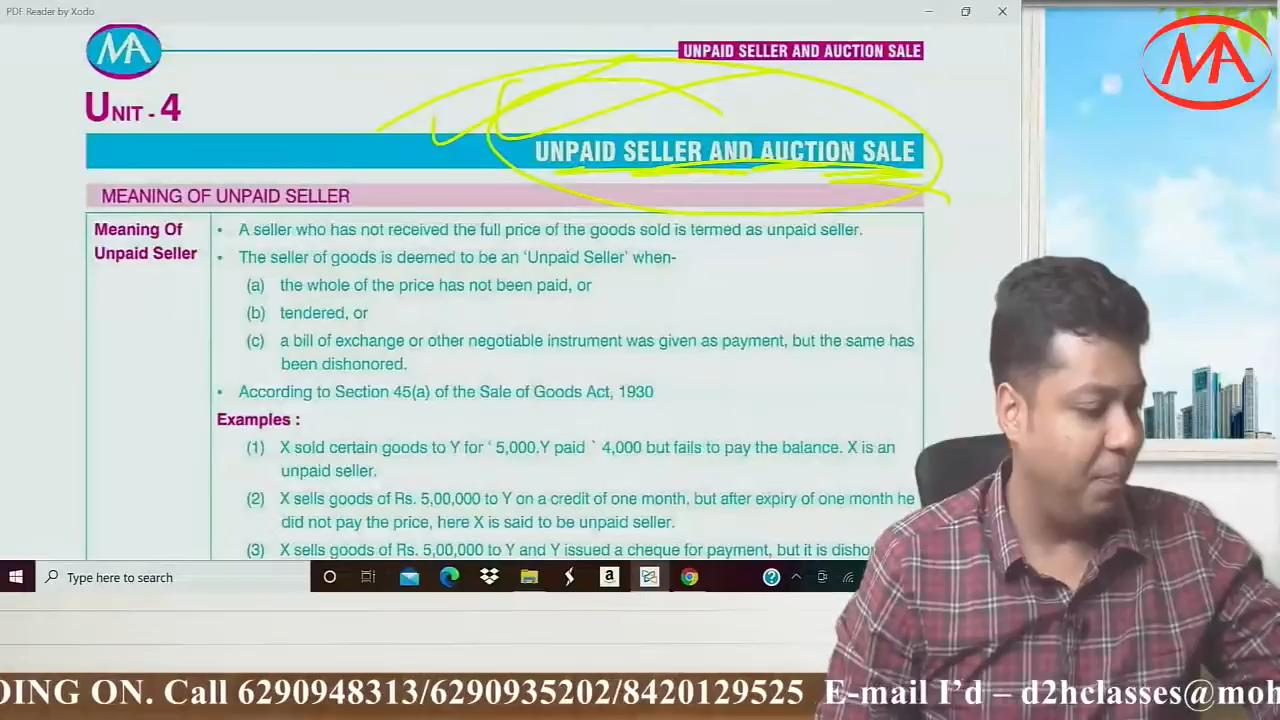 PDF Reader by Xodo
MA
UNPAID SELLER AND AUCTION SALE
MA
UNIT - 4
UNPAID SELLER AND AUCTION SALE
MEANING OF UNPAID SELLER
Meaning Of
Unpaid Seller
• A seller who has not received the full price of the goods sold is termed as unpaid seller.
• The seller of goods is deemed to be an ‘Unpaid Seller’ when-
(a) the whole of the price has not been paid, or
(b) tendered, or
(c) a bill of exchange or other negotiable instrument was given as payment, but the same has
been dishonored.
• According to Section 45(a) of the Sale of Goods Act, 1930
Examples :
(1) X sold certain goods to Y for ‘ 5,000.Y paid ` 4,000 but fails to pay the balance. X is an
unpaid seller.
(2) X sells goods of Rs. 5,00,000 to Y on a credit of one month, but after expiry of one month he
did not pay the price, here X is said to be unpaid seller.
(3) X sells goods of Rs. 5,00,000 to Y and Y issued a cheque for payment, but it is
Type here to search
ING ON. Call 6290948313/6290935202/8420129525 E-mail I’d – d2hclasses@moh